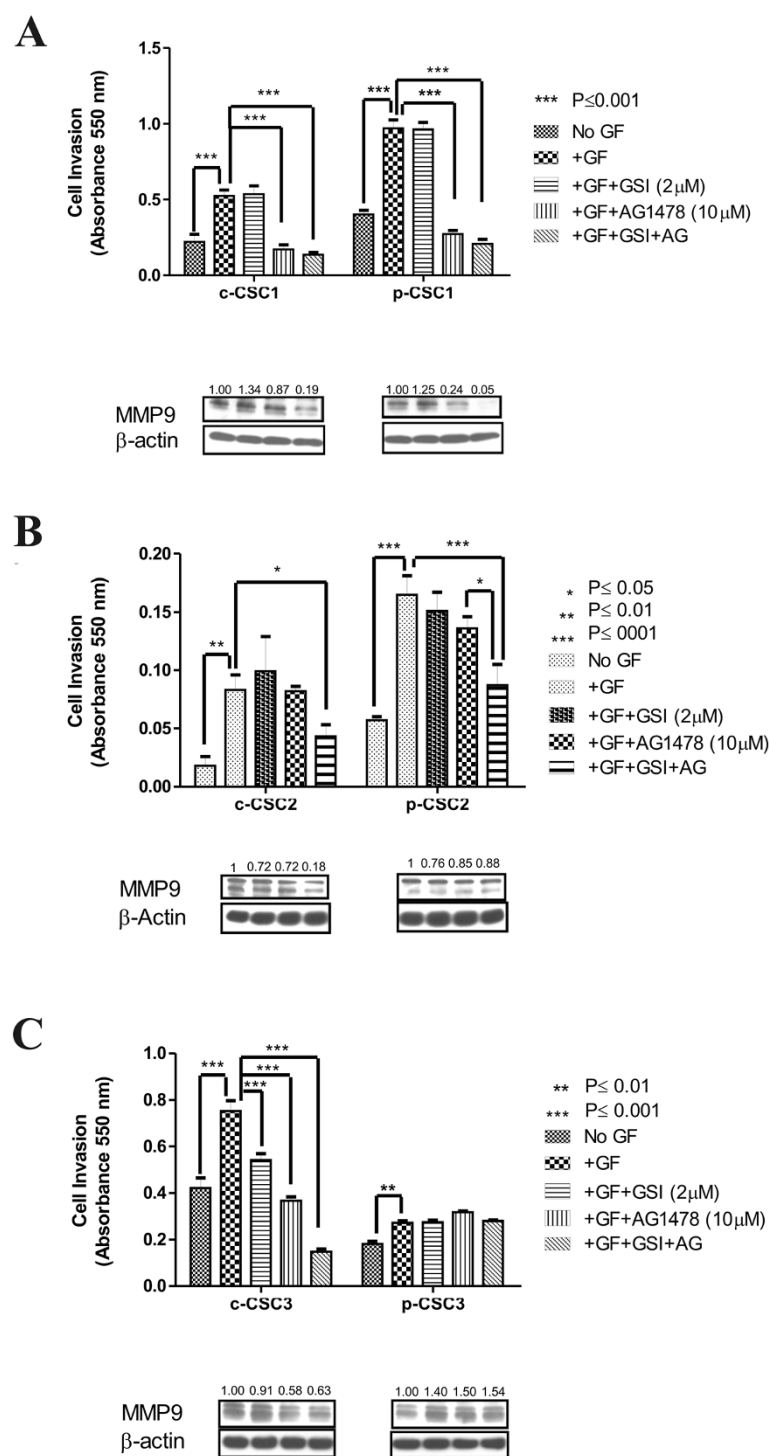 A
Cell Invasion
(Absorbance 550 nm)
1.5
1.0
0.5
0.0
***
***
***
***
***
***
c-CSC1
p-CSC1
*** P≤0.001
No GF
+GF
+GF+GSI (2μM)
+GF+AG1478 (10μM)
+GF+GSI+AG
1.00 1.34 0.87 0.19
1.00 1.25 0.24 0.05
MMP9
β-actin
B
Cell Invasion
(Absorbance 550 nm)
0.20
0.15
0.10
0.05
0.00
**
*
***
***
*
c-CSC2
p-CSC2
* P≤ 0.05
** P≤ 0.01
*** P≤ 0001
No GF
+GF
+GF+GSI (2μM)
+GF+AG1478 (10μM)
+GF+GSI+AG
1 0.72 0.72 0.18
1 0.76 0.85 0.88
MMP9
β-Actin
C
Cell Invasion
(Absorbance 550 nm)
1.0
0.8
0.6
0.4
0.2
0.0
***
***
***
***
**
c-CSC3
p-CSC3
** P≤ 0.01
*** P≤ 0.001
No GF
+GF
+GF+GSI (2μM)
+GF+AG1478 (10μM)
+GF+GSI+AG
1.00 0.91 0.58 0.63
1.00 1.40 1.50 1.54
MMP9
β-actin